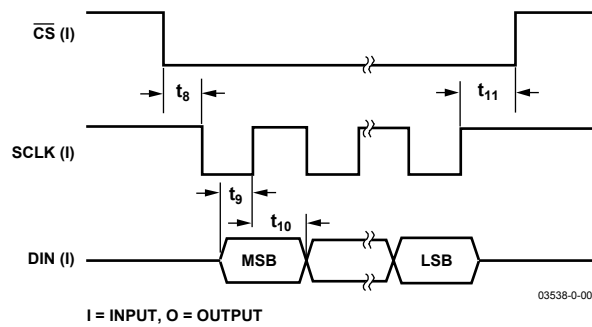 CS (I)
t8
t11
SCLK (I)
t9
t10
DIN (I)
MSB
LSB
03538-0-00
I = INPUT, O = OUTPUT